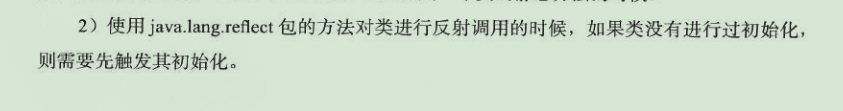 2）使用 java.lang.reflect 包的方法对类进行反射调用的时候，如果类没有进行过初始化，
则需要先触发其初始化。